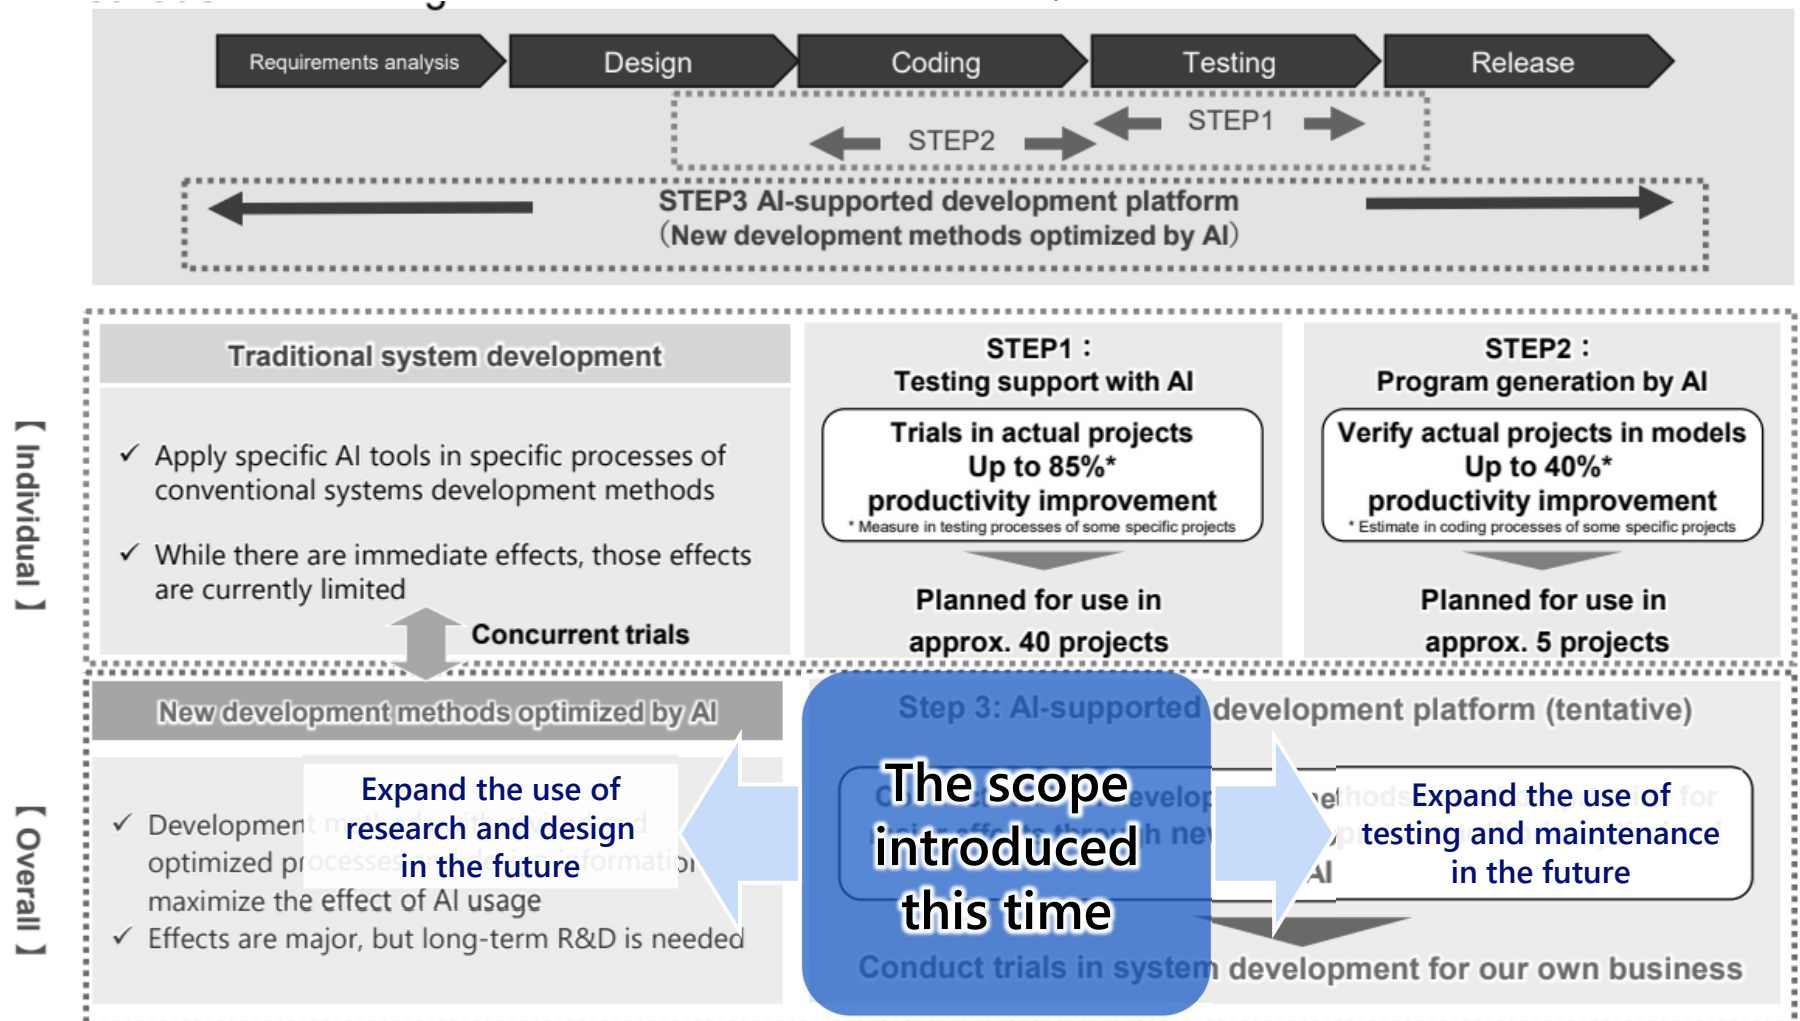 Requirements analysis
Design
Coding
Testing
Release
STEP1
STEP2
STEP3 AI-supported development platform
（New development methods optimized by AI）
【 Individual 】
Traditional system development
✓ Apply specific AI tools in specific processes of
conventional systems development methods
✓ While there are immediate effects, those effects
are currently limited
Concurrent trials
STEP1：
Testing support with AI
Trials in actual projects
Up to 85%*
productivity improvement
* Measure in testing processes of some specific projects
Planned for use in
approx. 40 projects
STEP2：
Program generation by AI
Verify actual projects in models
Up to 40%*
productivity improvement
* Estimate in coding processes of some specific projects
Planned for use in
approx. 5 projects
【 Overall 】
New development methods optimized by AI
✓ Development
optimized processes information
maximize the effect of AI usage
✓ Effects are major, but long-term R&D is needed
Expand the use of
research and design
in the future
Step 3: AI-supported development platform (tentative)
The scope
introduced
this time
Expand the use of
testing and maintenance
in the future
AI
Conduct trials in system development for our own business